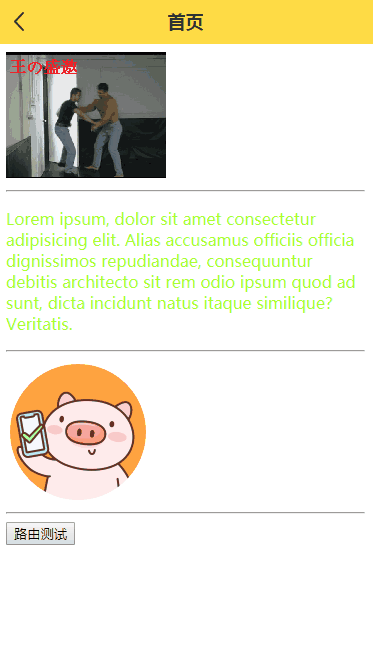 首页
王の盛越
Lorem ipsum, dolor sit amet consectetur
adipisicing elit. Alias accusamus officiis officia
dignissimos repudiandae, consequuntur
debitis architecto sit rem odio ipsum quod ad
sunt, dicta incidunt natus itaque similique?
Veritatis.
路由测试